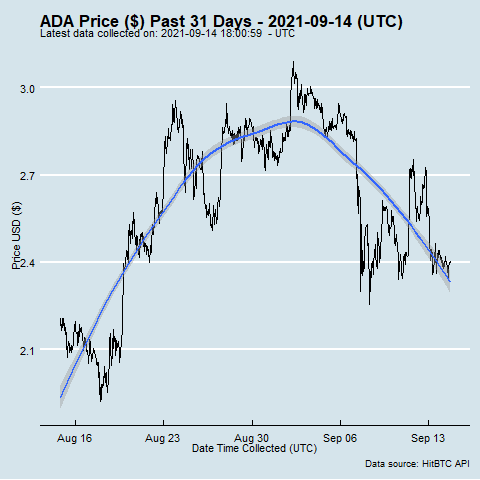 ADA Price ($) Past 31 Days - 2021-09-14 (UTC)
Latest data collected on: 2021-09-14 18:00:59 - UTC
Price USD ($)
3.0
2.7
2.4
2.1
Aug 16 Aug 23 Aug 30 Sep 06 Sep 13
Date Time Collected (UTC)
Data source: HitBTC API